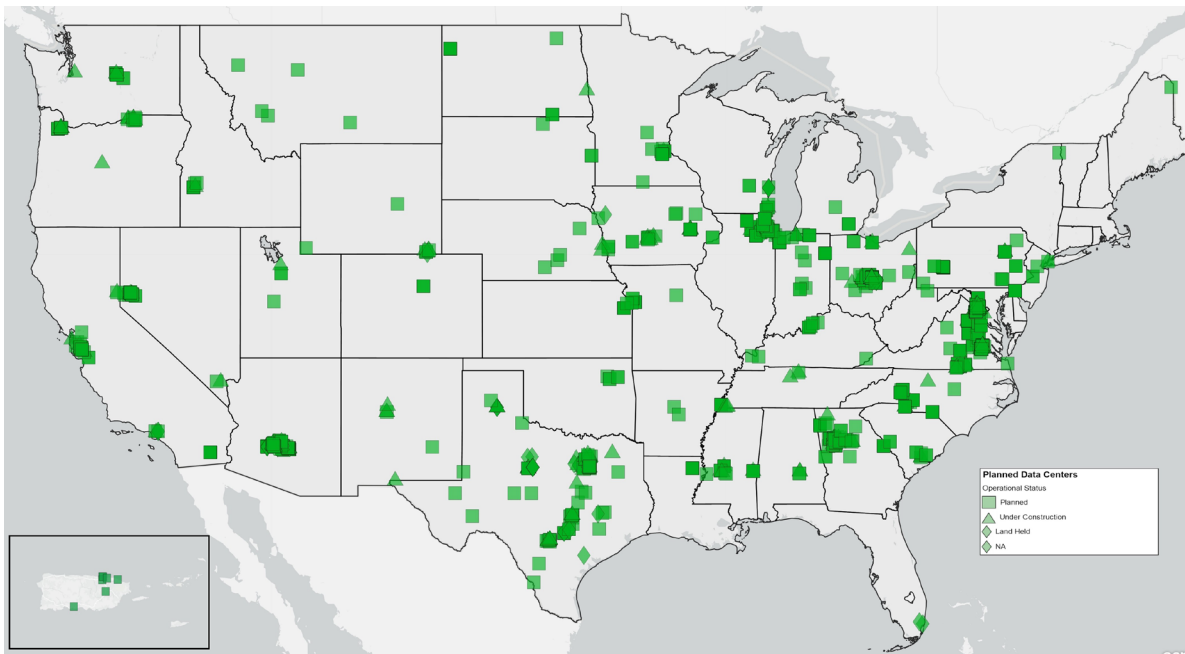 Planned Data Centers
Operational Status
Planned
Under Construction
Land Held
NA